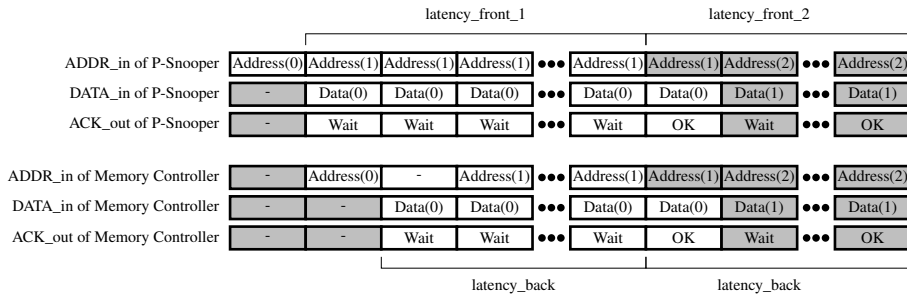 latency_front_1 latency_front_2
ADDR_in of P-Snooper Address(0) Address(1) Address(1) Address(1) ●●● Address(1) Address(1) Address(2) ●●● Address(2)
DATA_in of P-Snooper - Data(0) Data(0) Data(0) ●●● Data(0) Data(0) Data(1) ●●● Data(1)
ACK_out of P-Snooper - Wait Wait Wait ●●● Wait OK Wait ●●● OK
ADDR_in of Memory Controller - Address(0) - Address(1) ●●● Address(1) Address(1) Address(2) ●●● Address(2)
DATA_in of Memory Controller - - Data(0) Data(0) ●●● Data(0) Data(0) Data(1) ●●● Data(1)
ACK_out of Memory Controller - - Wait Wait ●●● Wait OK Wait ●●● OK
latency_back latency_back